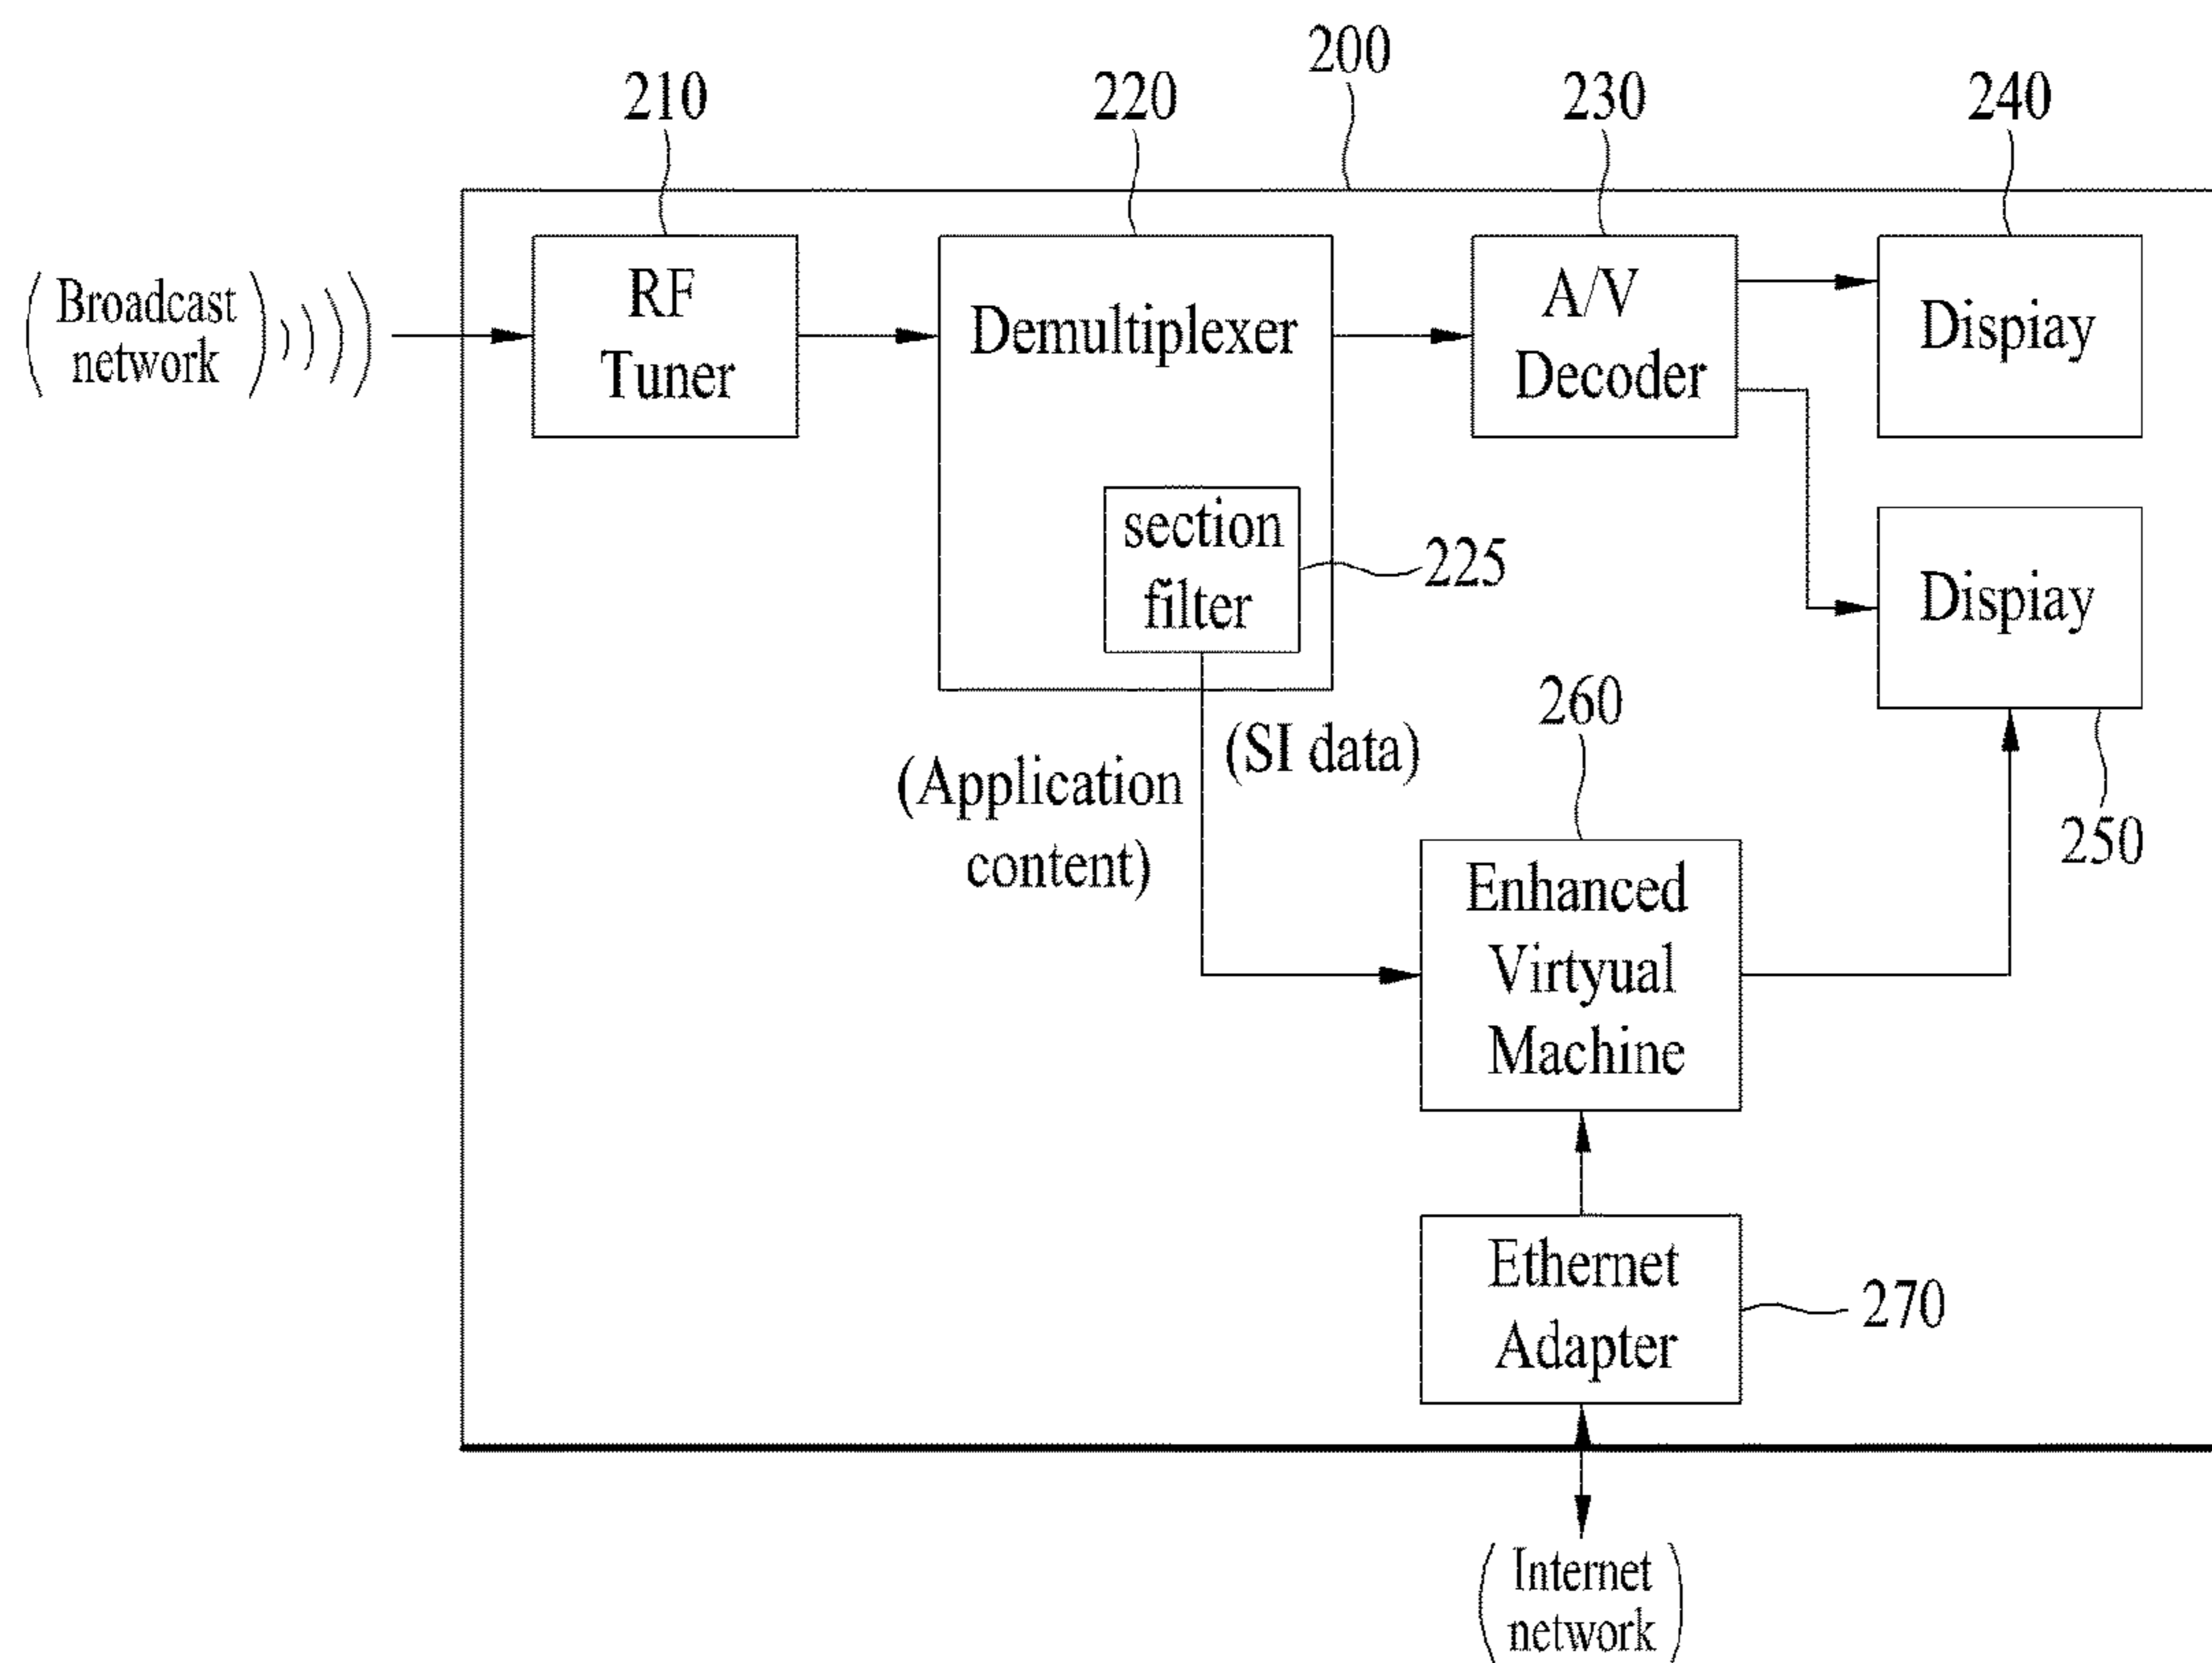 200
210
220
230
240
Broadcast
network
RF
Tuner
Demultiplexer
A/V
Decoder
Dispiay
section
filter
225
Dispiay
250
(SI data)
(Application
content)
260
Enhanced
Virtyual
Machine
Ethernet
Adapter
270
(Internet
network)